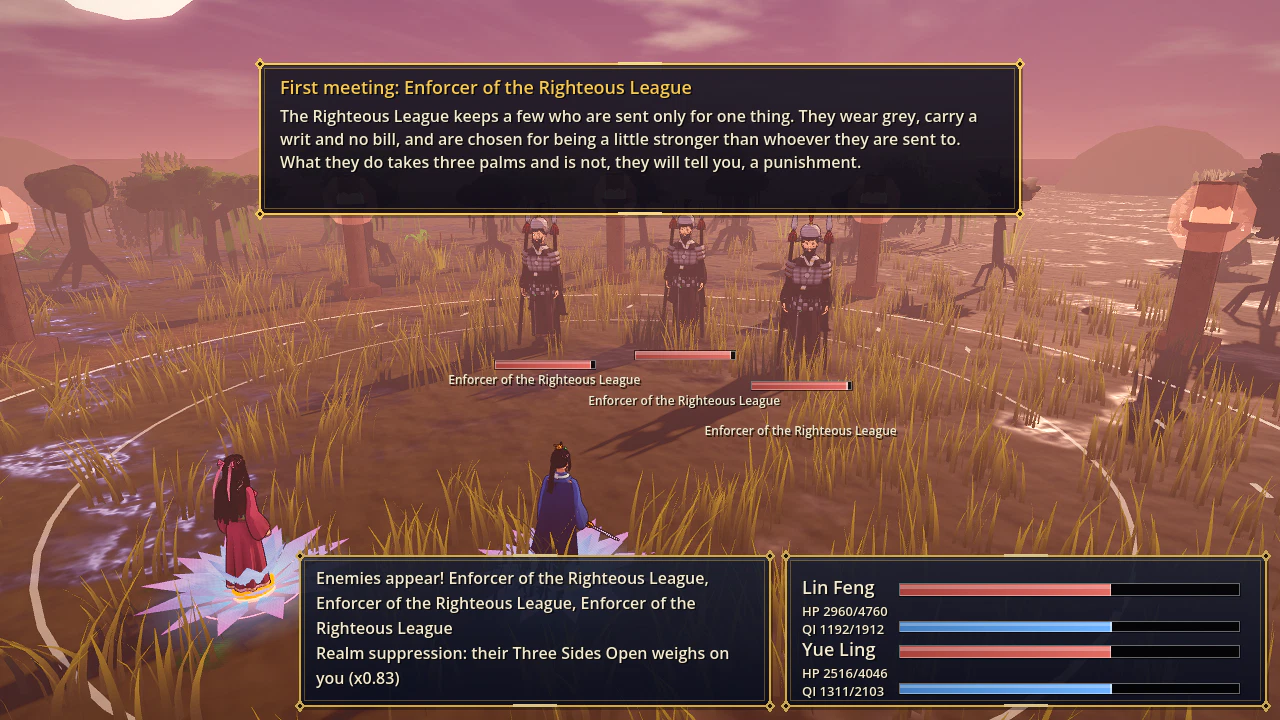 First meeting: Enforcer of the Righteous League
The Righteous League keeps a few who are sent only for one thing. They wear grey, carry a
writ and no bill, and are chosen for being a little stronger than whoever they are sent to.
What they do takes three palms and is not, they will tell you, a punishment.
Enforcer of the Righteous League
Enforcer of the Righteous League
Enforcer of the Righteous League
Enemies appear! Enforcer of the Righteous League,
Enforcer of the Righteous League, Enforcer of the
Righteous League
Realm suppression: their Three Sides Open weighs on
you (x0.83)
Lin Feng
HP 2960/4760
QI 1192/1912
Yue Ling
HP 2516/4046
QI 1311/2103